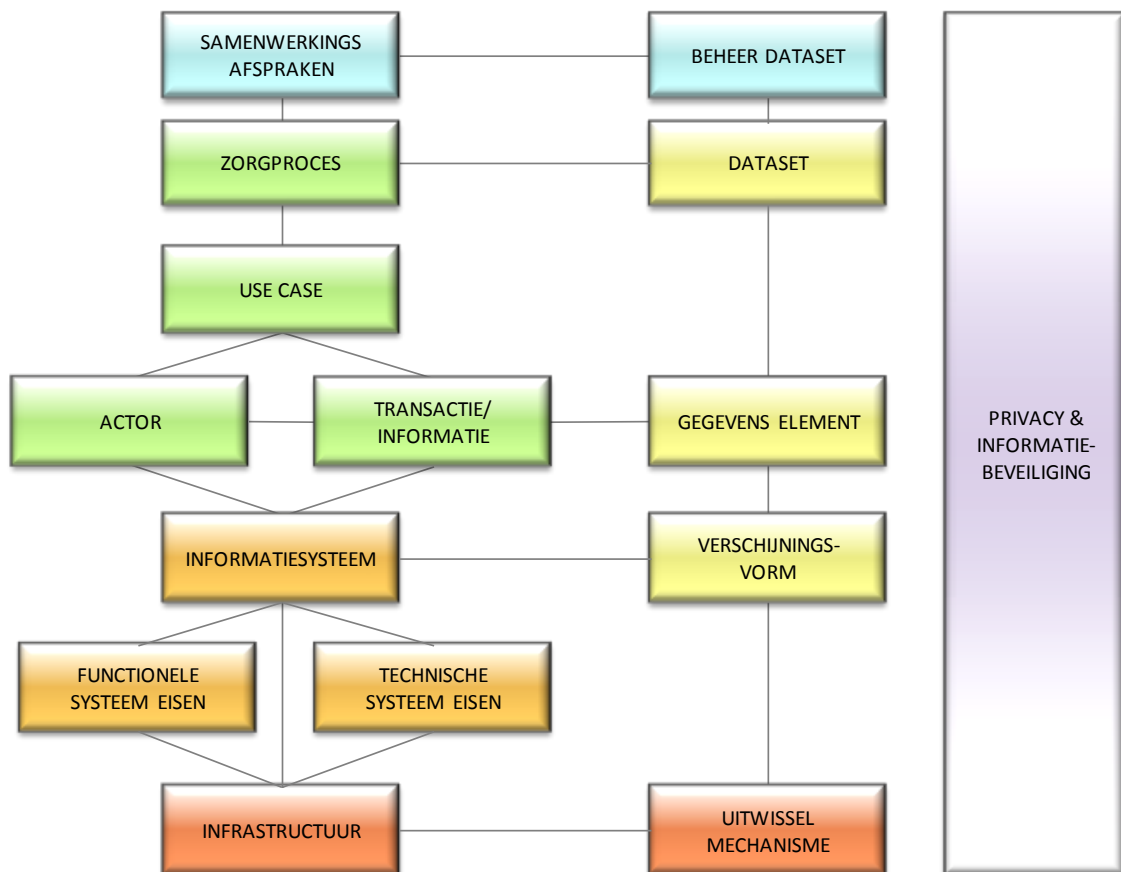 SAMENWERKINGS
AFSPRAKEN
BEHEER DATASET
ZORGPROCES
DATASET
USE CASE
ACTOR
TRANSACTIE/
INFORMATIE
GEGEVENS ELEMENT
PRIVACY &
INFORMATIE-
BEVEILIGING
INFORMATIESYSTEEM
VERSCHIJNINGS-
VORM
FUNCTIONELE
SYSTEEM EISEN
TECHNISCHE
SYSTEEM EISEN
INFRASTRUCTUUR
UITWISSEL
MECHANISME